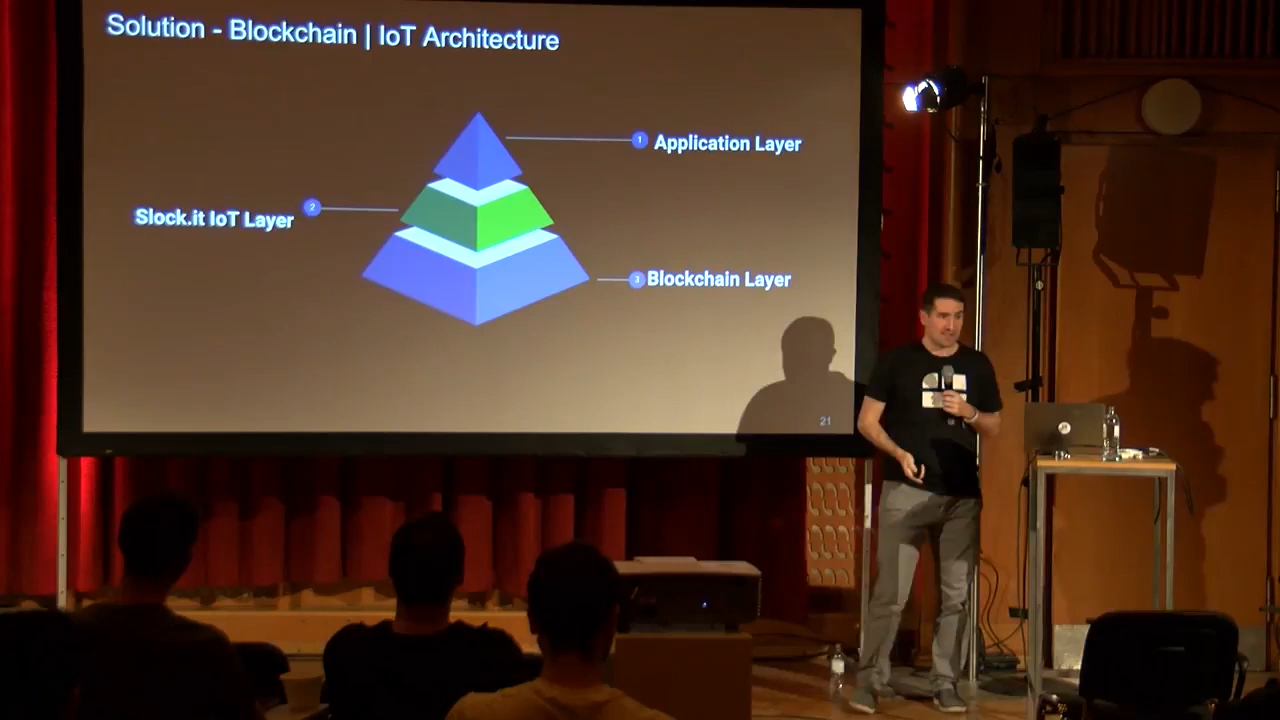 Solution - Blockchain | IoT Architecture
1 Application Layer
Slock.it IoT Layer 2
3 Blockchain Layer
21